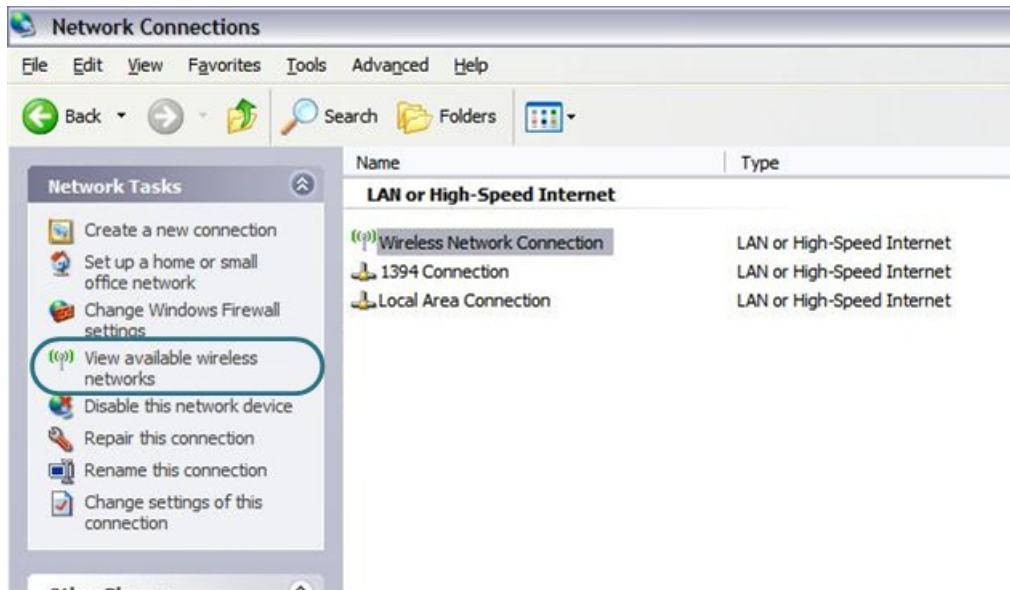 Network Connections
File Edit View Favorites Tools Advanced Help
Back Search Folders
Name Type
Network Tasks
LAN or High-Speed Internet
Create a new connection
Set up a home or small
office network
Change Windows Firewall
settings
View available wireless
networks
Disable this network device
Repair this connection
Rename this connection
Change settings of this
connection
Wireless Network Connection LAN or High-Speed Internet
1394 Connection LAN or High-Speed Internet
Local Area Connection LAN or High-Speed Internet